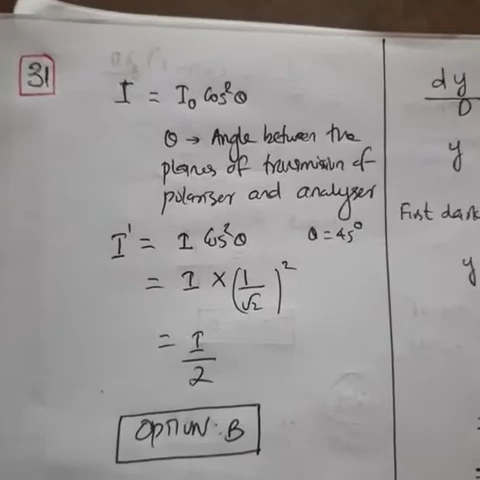 31
I = I₀ Cos²θ
θ → Angle between the
planes of transmission of
polariser and analyser
I' = I Cos²θ θ = 45°
= I × (1/√2)²
= I/2
OPTION: B
dy
D
y
First dark
y
=
=